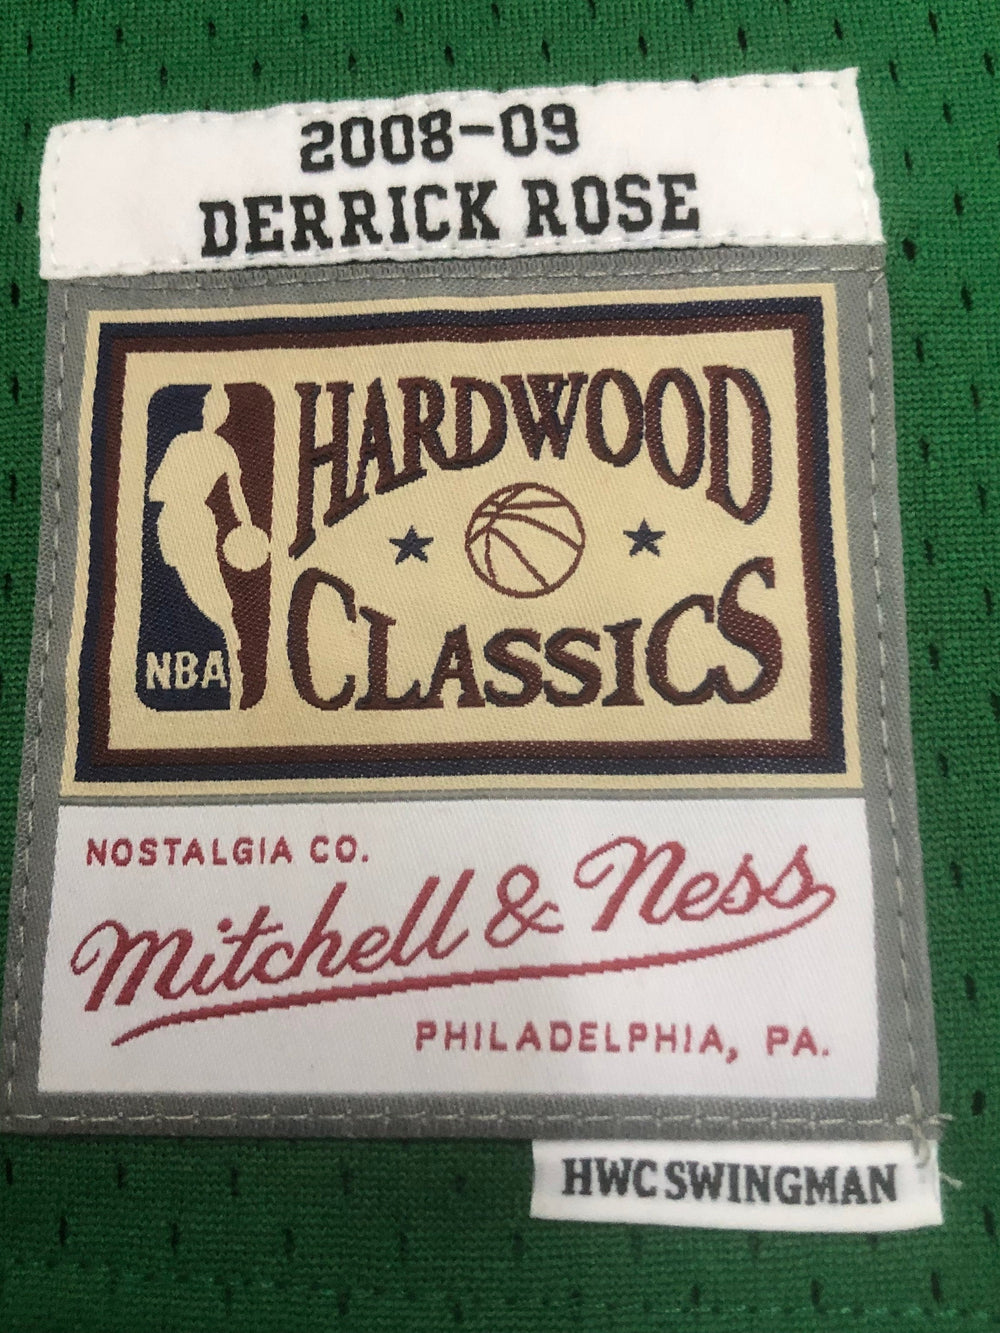 2008-09
DERRICK ROSE
HARDWOOD
CLASSICS
NBA
NOSTALGIA CO.
Mitchell & Ness
PHILADELPHIA, PA.
HWC SWINGMAN